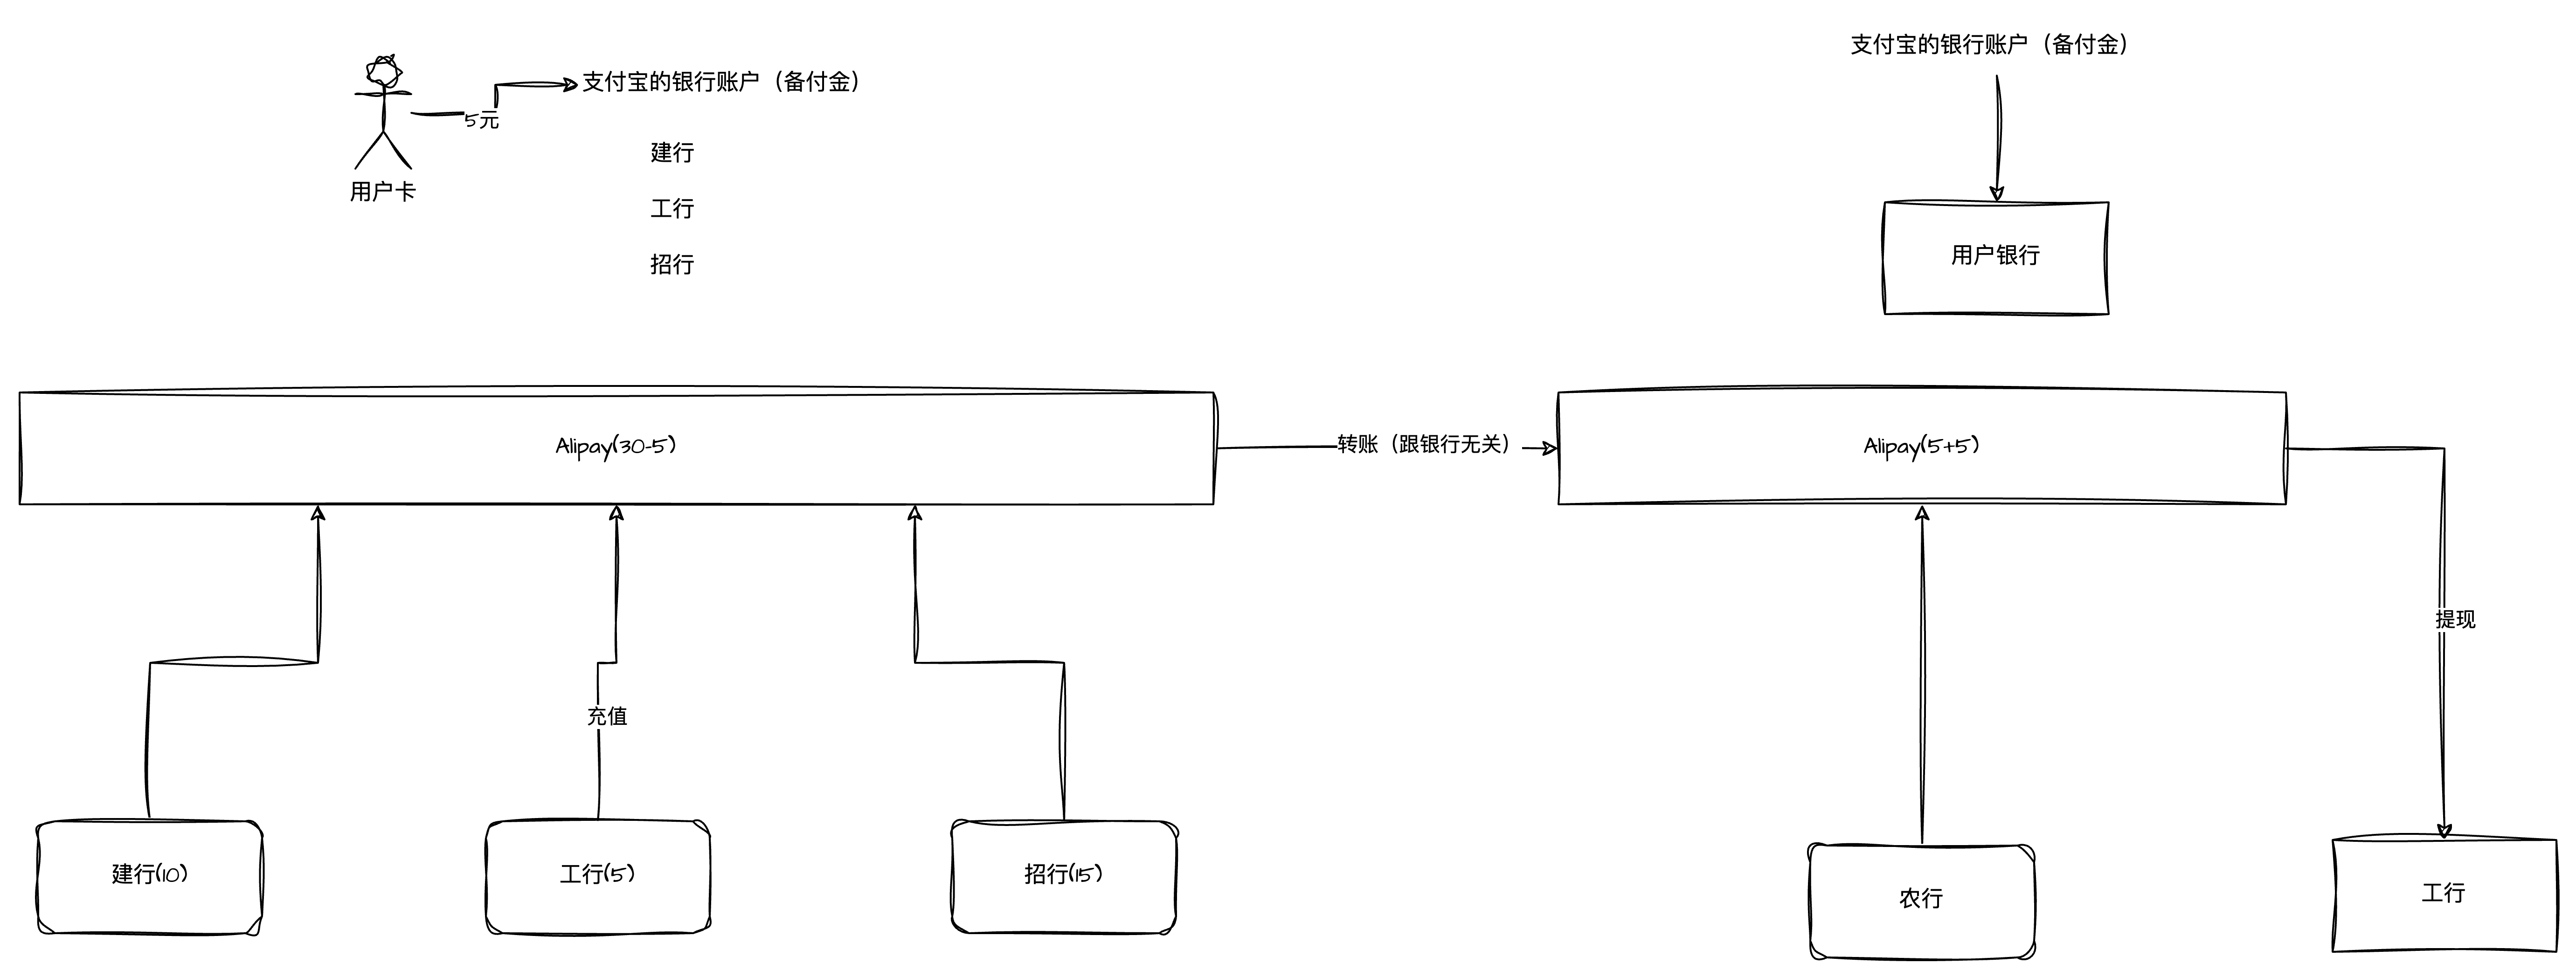 支付宝的银行账户（备付金）
5元
支付宝的银行账户（备付金）
建行
用户卡
工行
用户银行
招行
Alipay(30-5)
转账（跟银行无关）
Alipay(5+5)
提现
充值
建行(10)
工行(5)
招行(15)
农行
工行